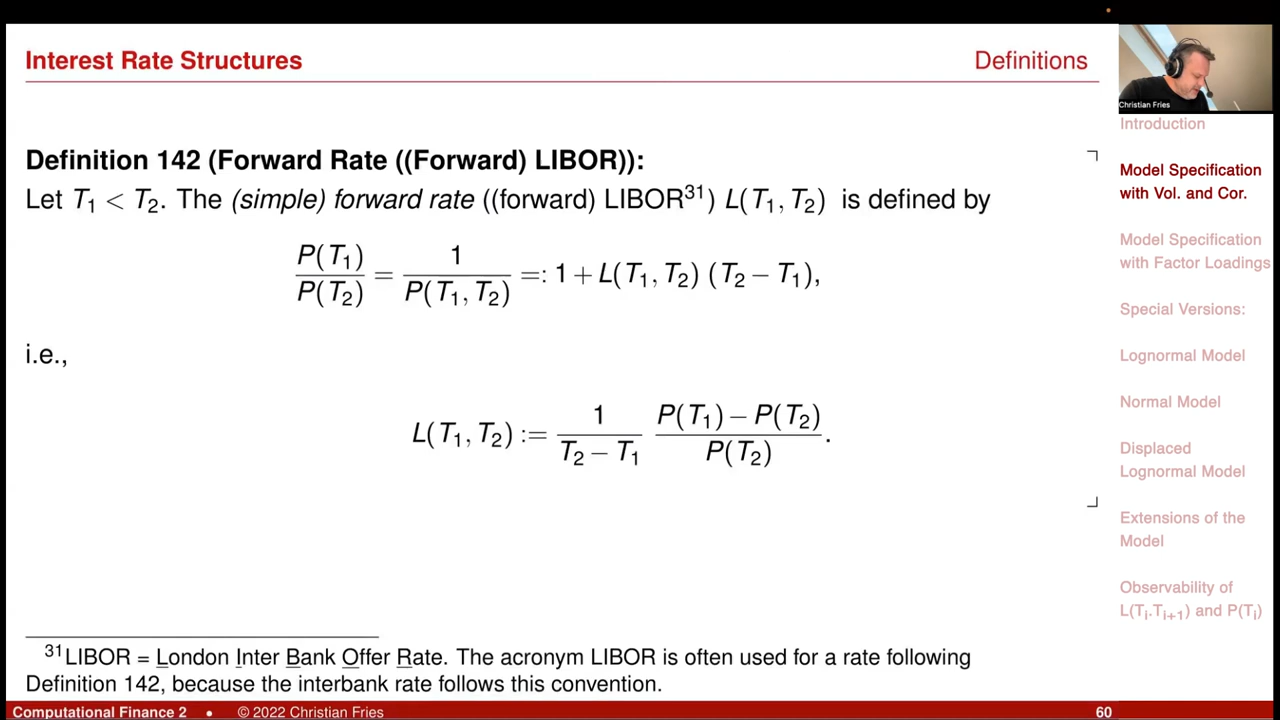 Interest Rate Structures
Definitions
Christian Fries
Introduction
Model Specification
with Vol. and Cor.
Model Specification
with Factor Loadings
Special Versions:
Lognormal Model
Normal Model
Displaced
Lognormal Model
Extensions of the
Model
Observability of
L(Tᵢ.Tᵢ₊₁) and P(Tᵢ)
Definition 142 (Forward Rate ((Forward) LIBOR)):
Let T₁ < T₂. The (simple) forward rate ((forward) LIBOR³¹) L(T₁, T₂) is defined by
P(T₁)/P(T₂) = 1/P(T₁, T₂) =: 1 + L(T₁, T₂) (T₂ − T₁),
i.e.,
L(T₁, T₂) := 1/(T₂ − T₁) (P(T₁) − P(T₂))/P(T₂).
³¹LIBOR = London Inter Bank Offer Rate. The acronym LIBOR is often used for a rate following
Definition 142, because the interbank rate follows this convention.
Computational Finance 2 • © 2022 Christian Fries
60